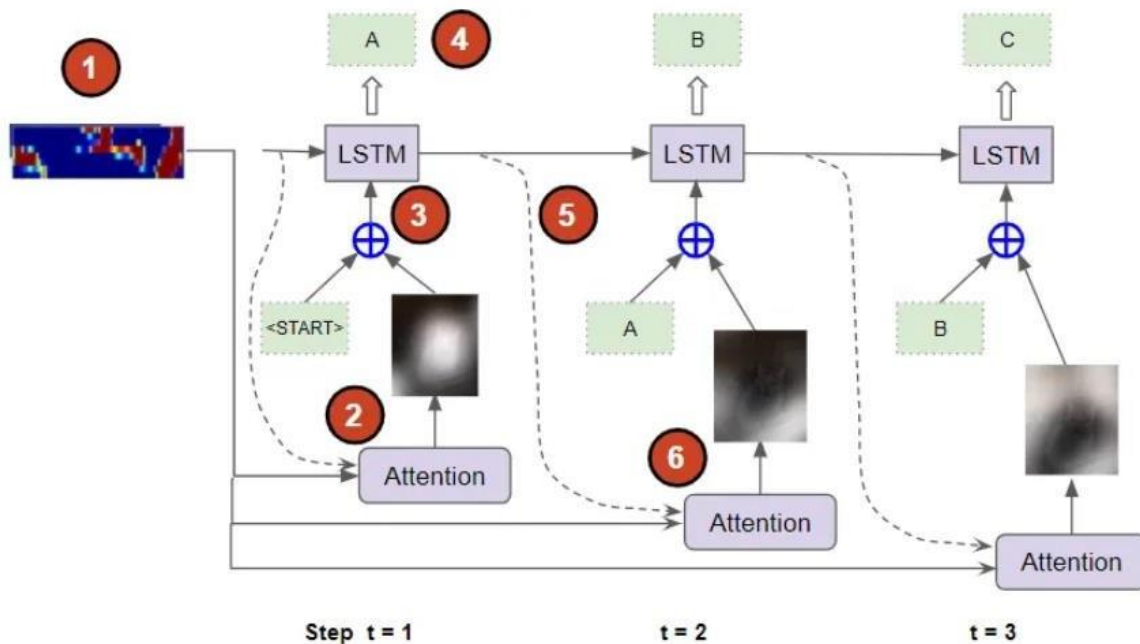 1
A
4
B
C
LSTM
LSTM
LSTM
3
5
<START>
A
B
2
6
Attention
Attention
Attention
Step t = 1
t = 2
t = 3